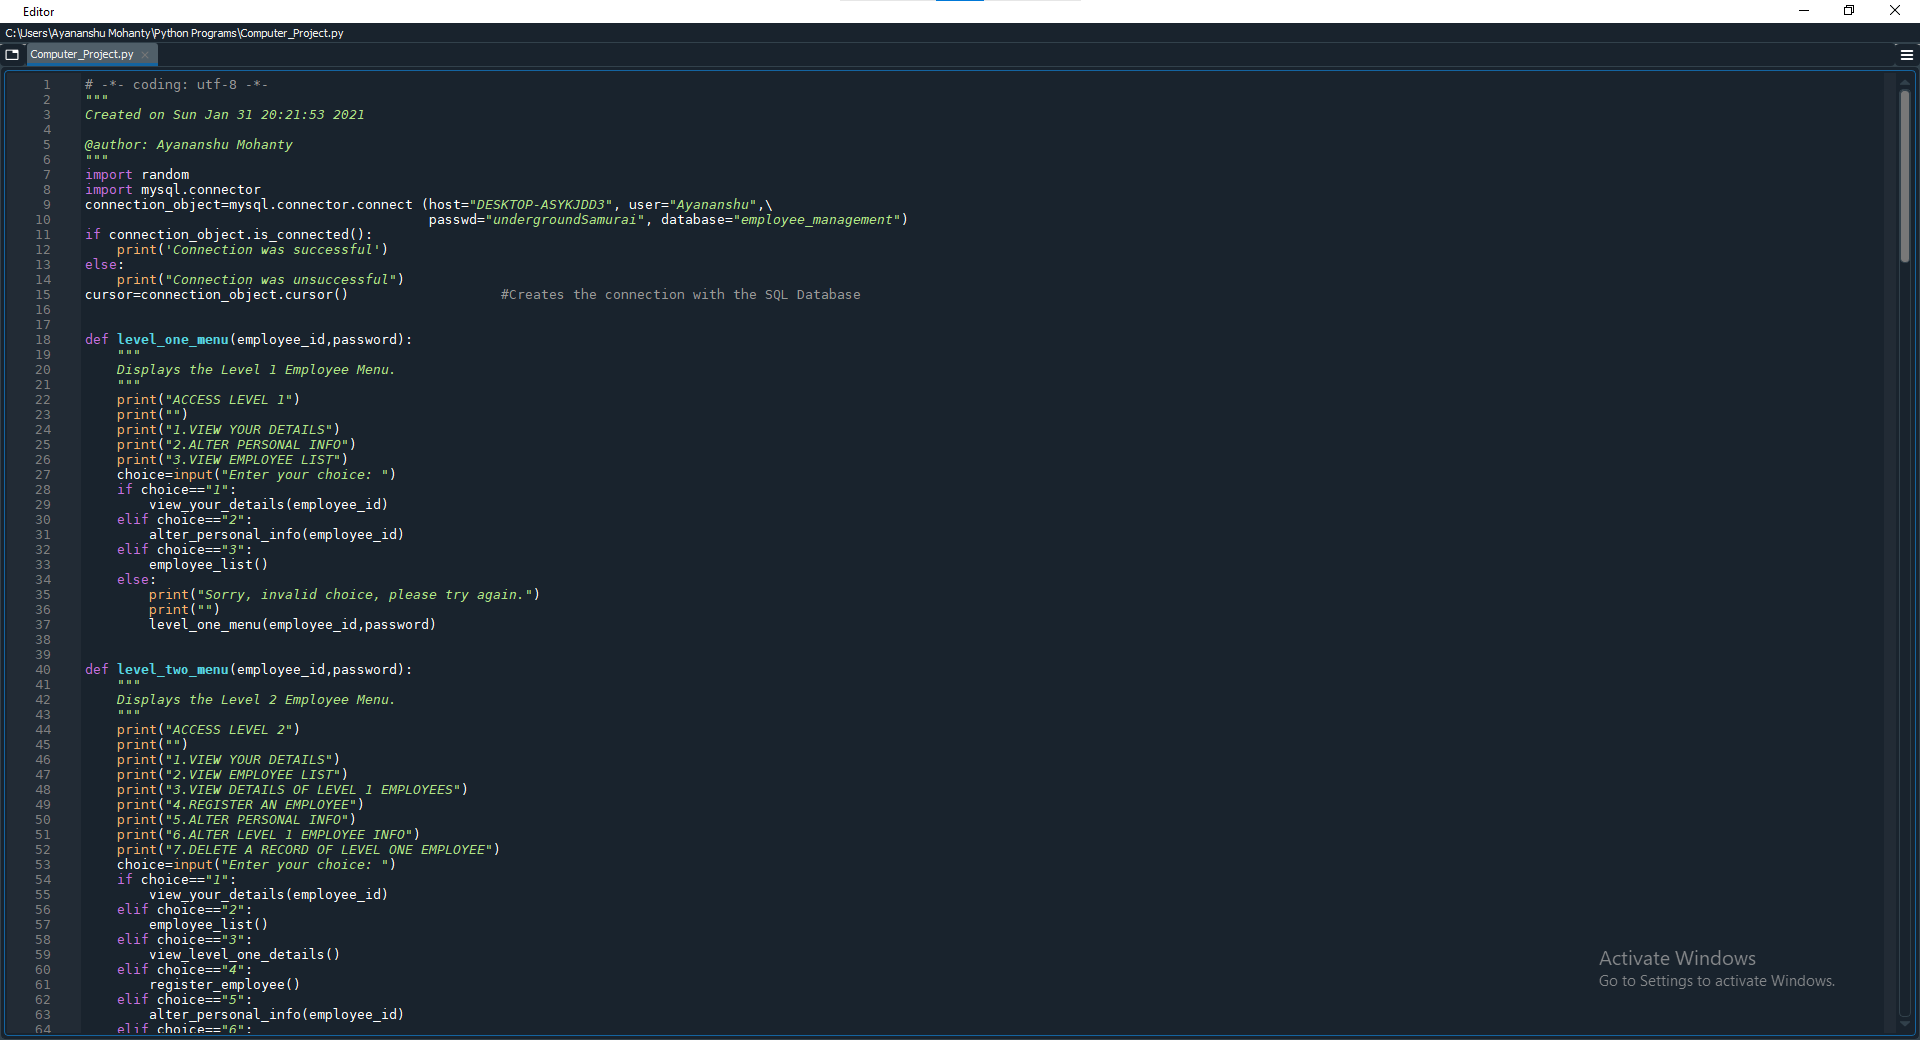 Editor
C:\Users\Ayananshu Mohanty\Python Programs\Computer_Project.py
Computer_Project.py
1 # -*- coding: utf-8 -*-
2 """
3 Created on Sun Jan 31 20:21:53 2021
4
5 @author: Ayananshu Mohanty
6 """
7 import random
8 import mysql.connector
9 connection_object=mysql.connector.connect (host="DESKTOP-ASYKJDD3", user="Ayananshu",\
10 passwd="undergroundSamurai", database="employee_management")
11 if connection_object.is_connected():
12     print('Connection was successful')
13 else:
14     print("Connection was unsuccessful")
15 cursor=connection_object.cursor()                   #Creates the connection with the SQL Database
16
17
18 def level_one_menu(employee_id,password):
19     """
20     Displays the Level 1 Employee Menu.
21     """
22     print("ACCESS LEVEL 1")
23     print("")
24     print("1.VIEW YOUR DETAILS")
25     print("2.ALTER PERSONAL INFO")
26     print("3.VIEW EMPLOYEE LIST")
27     choice=input("Enter your choice: ")
28     if choice=="1":
29         view_your_details(employee_id)
30     elif choice=="2":
31         alter_personal_info(employee_id)
32     elif choice=="3":
33         employee_list()
34     else:
35         print("Sorry, invalid choice, please try again.")
36         print("")
37         level_one_menu(employee_id,password)
38
39
40 def level_two_menu(employee_id,password):
41     """
42     Displays the Level 2 Employee Menu.
43     """
44     print("ACCESS LEVEL 2")
45     print("")
46     print("1.VIEW YOUR DETAILS")
47     print("2.VIEW EMPLOYEE LIST")
48     print("3.VIEW DETAILS OF LEVEL 1 EMPLOYEES")
49     print("4.REGISTER AN EMPLOYEE")
50     print("5.ALTER PERSONAL INFO")
51     print("6.ALTER LEVEL 1 EMPLOYEE INFO")
52     print("7.DELETE A RECORD OF LEVEL ONE EMPLOYEE")
53     choice=input("Enter your choice: ")
54     if choice=="1":
55         view_your_details(employee_id)
56     elif choice=="2":
57         employee_list()
58     elif choice=="3":
59         view_level_one_details()
60     elif choice=="4":
61         register_employee()
62     elif choice=="5":
63         alter_personal_info(employee_id)
64     elif choice=="6":
Activate Windows
Go to Settings to activate Windows.